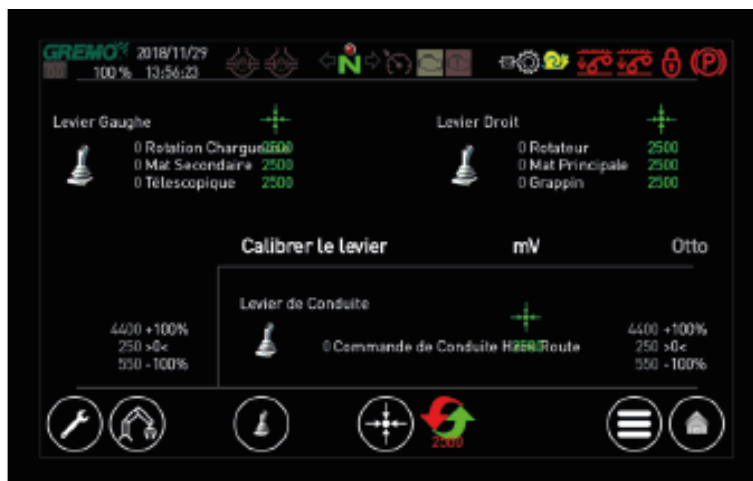 GREMO 2018/11/29
100 % 13:56:23
N
P
Levier Gaughe
0 Rotation Chargueuse 2500
0 Mat Secondaire 2500
0 Télescopique 2500
Levier Droit
0 Rotateur 2500
0 Mat Principale 2500
0 Grappin 2500
Calibrer le levier mV Otto
Levier de Conduite
0 Commande de Conduite Hors Route
4400 +100%
250 >0<
550 -100%
4400 +100%
250 >0<
550 -100%
2500